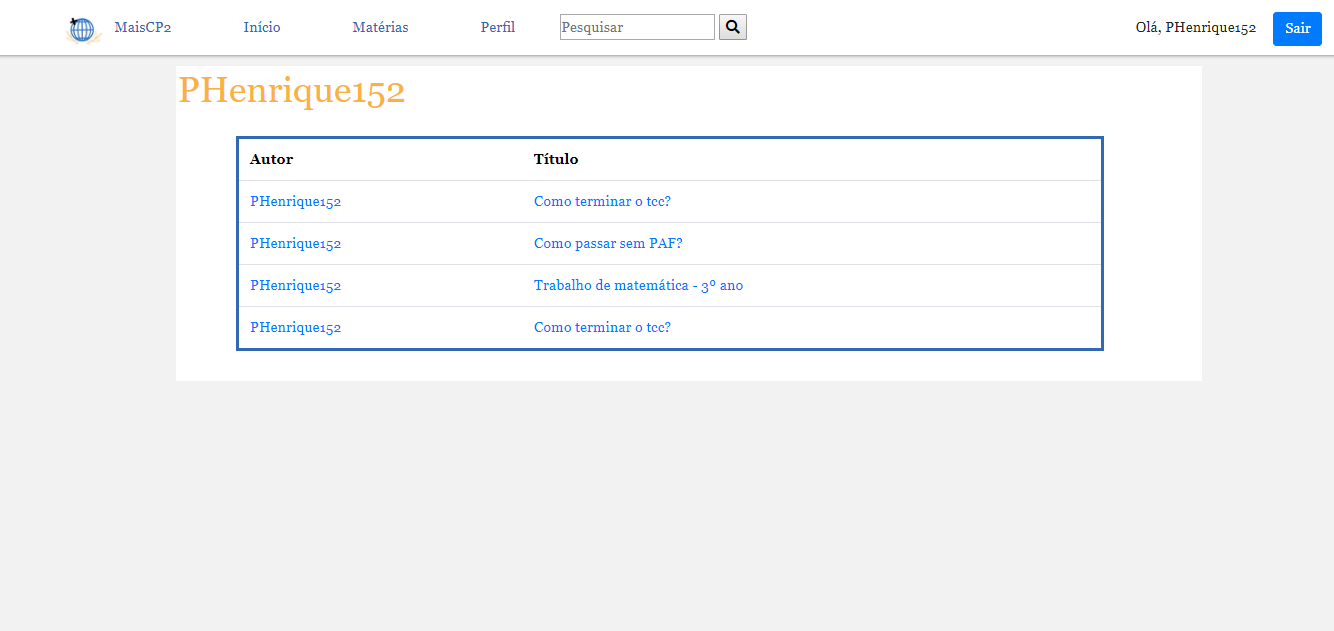 MaisCP2 Início Matérias Perfil Pesquisar Olá, PHenrique152 Sair
PHenrique152
Autor Título
PHenrique152 Como terminar o tcc?
PHenrique152 Como passar sem PAF?
PHenrique152 Trabalho de matemática - 3º ano
PHenrique152 Como terminar o tcc?